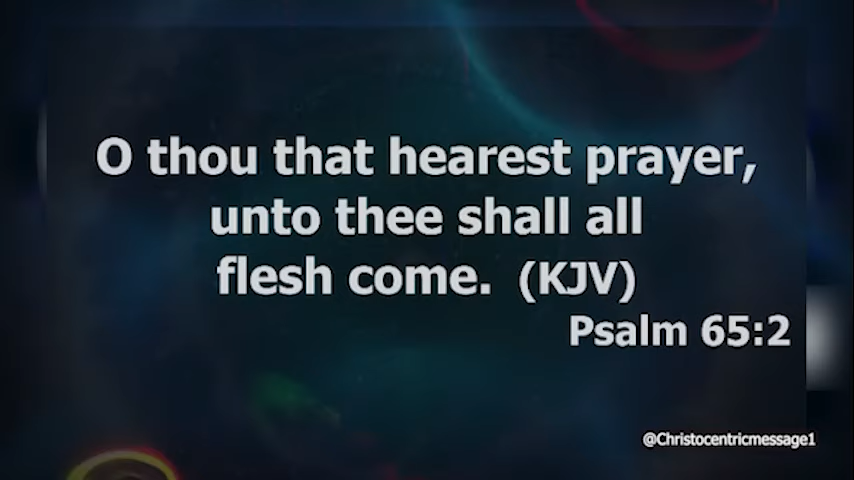 O thou that hearest prayer,
unto thee shall all
flesh come. (KJV)
Psalm 65:2
@Christocentricmessage1